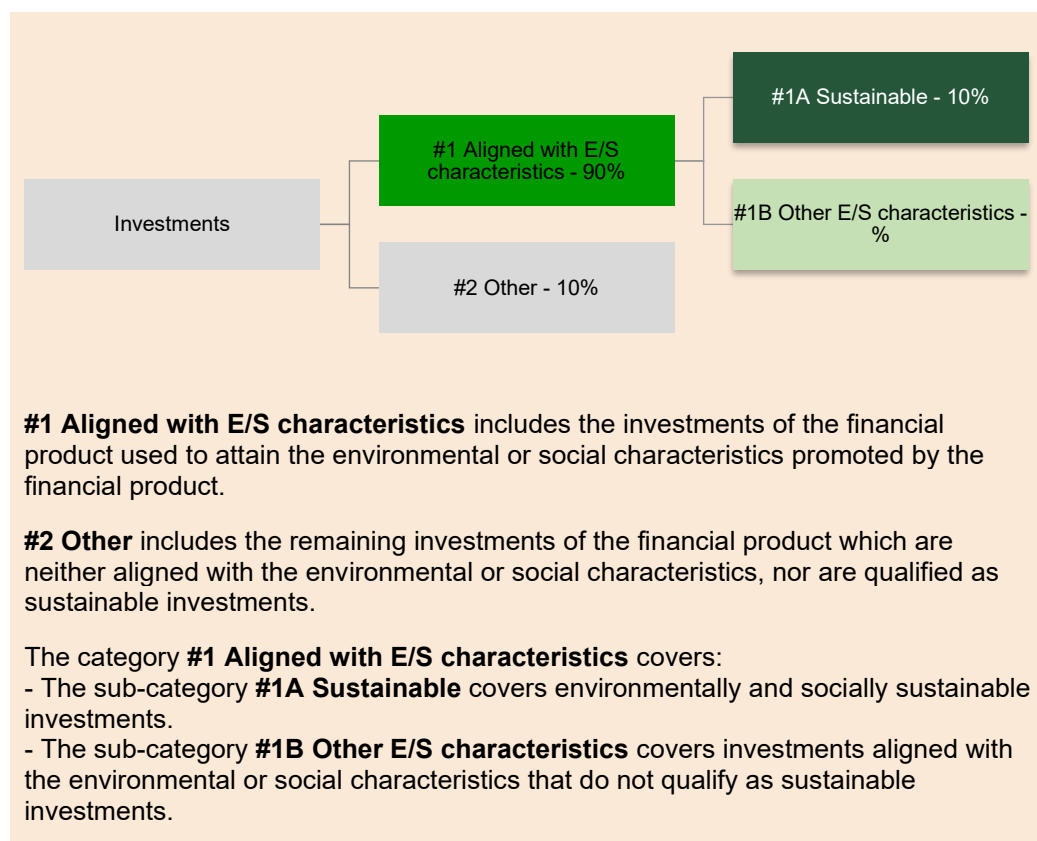 #1A Sustainable - 10%
#1 Aligned with E/S
characteristics - 90%
Investments
#1B Other E/S characteristics -
%
#2 Other - 10%
#1 Aligned with E/S characteristics includes the investments of the financial
product used to attain the environmental or social characteristics promoted by the
financial product.
#2 Other includes the remaining investments of the financial product which are
neither aligned with the environmental or social characteristics, nor are qualified as
sustainable investments.
The category #1 Aligned with E/S characteristics covers:
- The sub-category #1A Sustainable covers environmentally and socially sustainable
investments.
- The sub-category #1B Other E/S characteristics covers investments aligned with
the environmental or social characteristics that do not qualify as sustainable
investments.